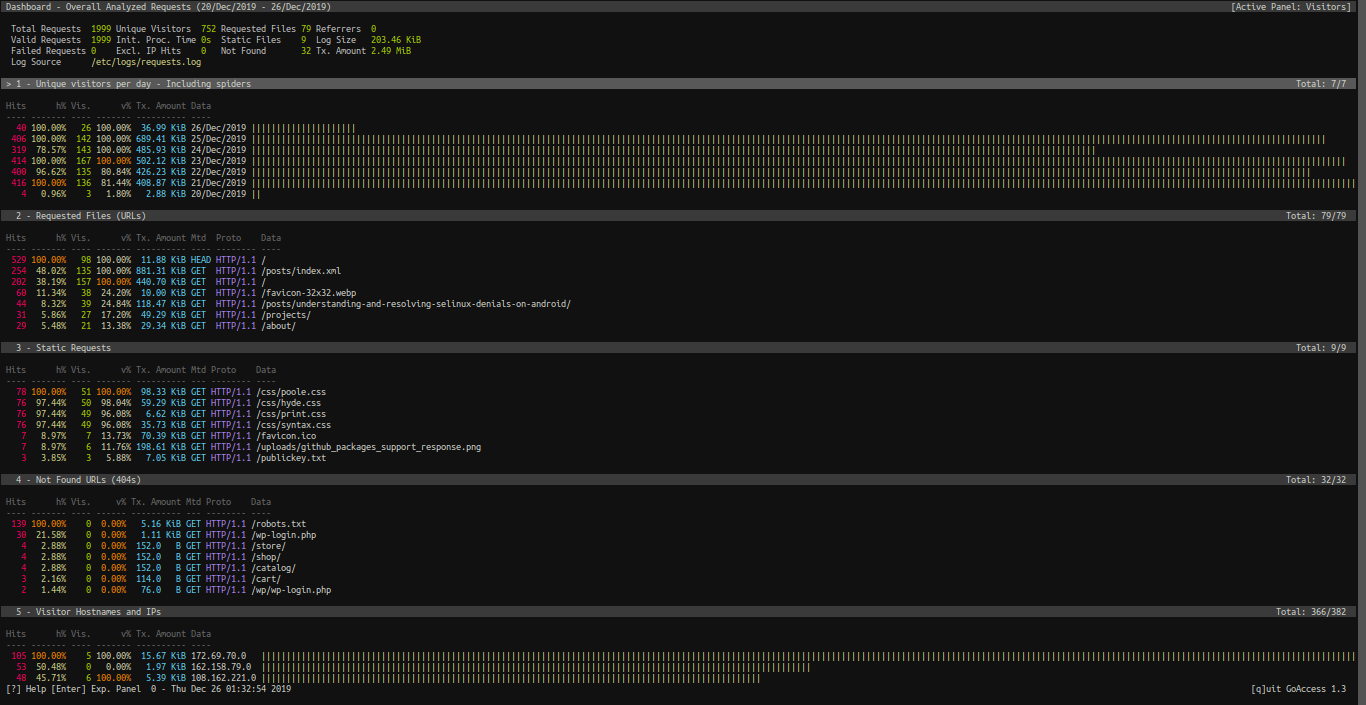 Dashboard - Overall Analyzed Requests (20/Dec/2019 - 26/Dec/2019) [Active Panel: Visitors]
Total Requests 1999 Unique Visitors 752 Requested Files 79 Referrers 0
Valid Requests 1999 Init. Proc. Time 0s Static Files 9 Log Size 203.46 KiB
Failed Requests 0 Excl. IP Hits 0 Not Found 32 Tx. Amount 2.49 MiB
Log Source /etc/logs/requests.log
> 1 - Unique visitors per day - Including spiders Total: 7/7
Hits h% Vis. v% Tx. Amount Data
---- ------- ---- ------- ---------- ----
40 100.00% 26 100.00% 36.99 KiB 26/Dec/2019
406 100.00% 142 100.00% 689.41 KiB 25/Dec/2019
319 78.57% 143 100.00% 485.93 KiB 24/Dec/2019
414 100.00% 167 100.00% 502.12 KiB 23/Dec/2019
400 96.62% 135 80.84% 426.23 KiB 22/Dec/2019
416 100.00% 136 81.44% 408.87 KiB 21/Dec/2019
4 0.96% 3 1.80% 2.88 KiB 20/Dec/2019
2 - Requested Files (URLs) Total: 79/79
Hits h% Vis. v% Tx. Amount Mtd Proto Data
---- ------- ---- ------- ---------- ---- -------- ----
529 100.00% 98 100.00% 11.88 KiB HEAD HTTP/1.1 /
254 48.02% 135 100.00% 881.31 KiB GET HTTP/1.1 /posts/index.xml
202 38.19% 157 100.00% 440.70 KiB GET HTTP/1.1 /
60 11.34% 38 24.20% 10.00 KiB GET HTTP/1.1 /favicon-32x32.webp
44 8.32% 39 24.84% 118.47 KiB GET HTTP/1.1 /posts/understanding-and-resolving-selinux-denials-on-android/
31 5.86% 27 17.20% 49.29 KiB GET HTTP/1.1 /projects/
29 5.48% 21 13.38% 29.34 KiB GET HTTP/1.1 /about/
3 - Static Requests Total: 9/9
Hits h% Vis. v% Tx. Amount Mtd Proto Data
---- ------- ---- ------- ---------- --- -------- ----
78 100.00% 51 100.00% 98.33 KiB GET HTTP/1.1 /css/poole.css
76 97.44% 50 98.04% 59.29 KiB GET HTTP/1.1 /css/hyde.css
76 97.44% 49 96.08% 6.62 KiB GET HTTP/1.1 /css/print.css
76 97.44% 49 96.08% 35.73 KiB GET HTTP/1.1 /css/syntax.css
7 8.97% 7 13.73% 70.39 KiB GET HTTP/1.1 /favicon.ico
7 8.97% 6 11.76% 198.61 KiB GET HTTP/1.1 /uploads/github_packages_support_response.png
3 3.85% 3 5.88% 7.05 KiB GET HTTP/1.1 /publickey.txt
4 - Not Found URLs (404s) Total: 32/32
Hits h% Vis. v% Tx. Amount Mtd Proto Data
---- ------- ---- ------ ---------- --- -------- ----
139 100.00% 0 0.00% 5.16 KiB GET HTTP/1.1 /robots.txt
30 21.58% 0 0.00% 1.11 KiB GET HTTP/1.1 /wp-login.php
4 2.88% 0 0.00% 152.0 B GET HTTP/1.1 /store/
4 2.88% 0 0.00% 152.0 B GET HTTP/1.1 /shop/
4 2.88% 0 0.00% 152.0 B GET HTTP/1.1 /catalog/
3 2.16% 0 0.00% 114.0 B GET HTTP/1.1 /cart/
2 1.44% 0 0.00% 76.0 B GET HTTP/1.1 /wp/wp-login.php
5 - Visitor Hostnames and IPs Total: 366/382
Hits h% Vis. v% Tx. Amount Data
---- ------- ---- ------- ---------- ----
105 100.00% 5 100.00% 15.67 KiB 172.69.70.0
53 50.48% 0 0.00% 1.97 KiB 162.158.79.0
48 45.71% 6 100.00% 5.39 KiB 108.162.221.0
[?] Help [Enter] Exp. Panel 0 - Thu Dec 26 01:32:54 2019 [q]uit GoAccess 1.3